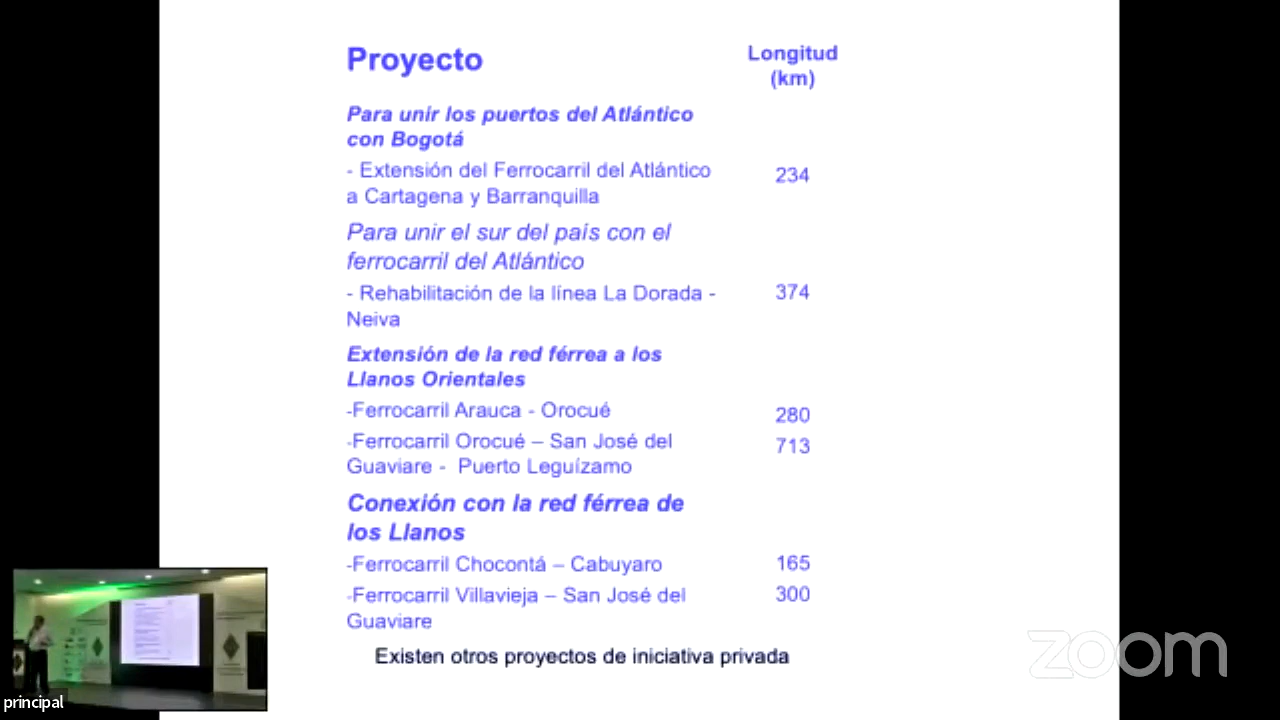 Proyecto
Longitud
(km)
Para unir los puertos del Atlántico
con Bogotá
- Extensión del Ferrocarril del Atlántico
a Cartagena y Barranquilla
234
Para unir el sur del país con el
ferrocarril del Atlántico
- Rehabilitación de la línea La Dorada -
Neiva
374
Extensión de la red férrea a los
Llanos Orientales
-Ferrocarril Arauca - Orocué
280
-Ferrocarril Orocué – San José del
Guaviare - Puerto Leguízamo
713
Conexión con la red férrea de
los Llanos
-Ferrocarril Chocontá – Cabuyaro
165
-Ferrocarril Villavieja – San José del
Guaviare
300
Existen otros proyectos de iniciativa privada
principal
zoom